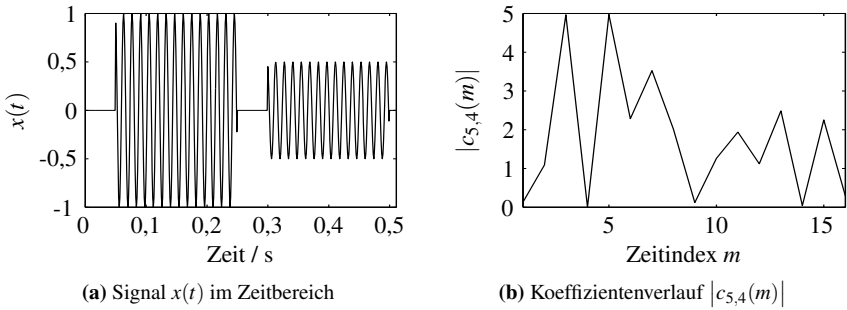 1
0,5
0
-0,5
-1
x(t)
0 0,1 0,2 0,3 0,4 0,5
Zeit / s
(a) Signal x(t) im Zeitbereich
5
4
3
2
1
0
|c5,4(m)|
5 10 15
Zeitindex m
(b) Koeffizientenverlauf |c5,4(m)|